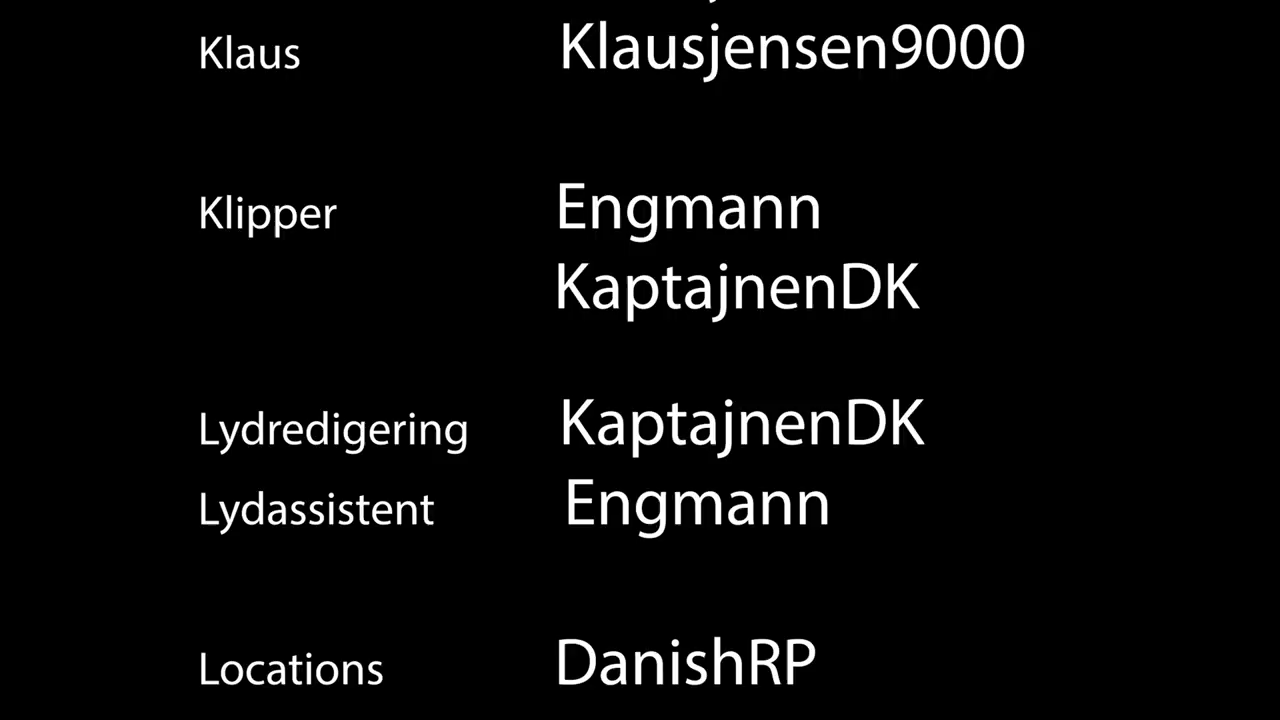 Klaus Klausjensen9000
Klipper Engmann
KaptajnenDK
Lydredigering KaptajnenDK
Lydassistent Engmann
Locations DanishRP